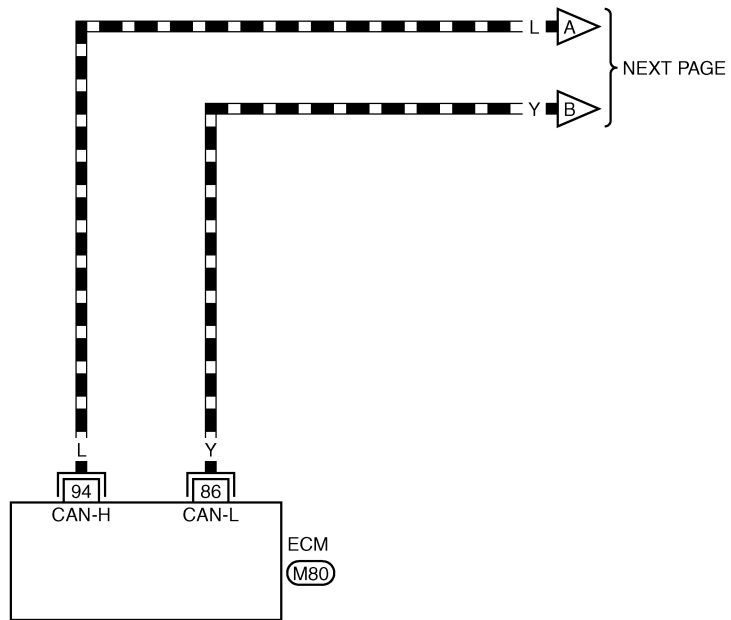 L A
NEXT PAGE
Y B
L Y
94 86
CAN-H CAN-L
ECM
M80